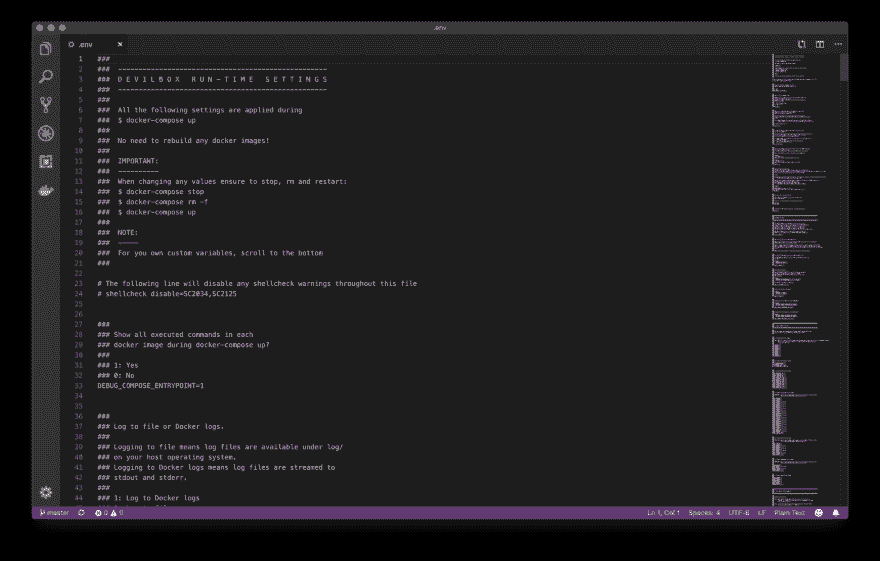 .env
.env ×
1 ###
2 ### --------------------------------------------------
3 ### D E V I L B O X   R U N - T I M E   S E T T I N G S
4 ### --------------------------------------------------
5 ###
6 ### All the following settings are applied during
7 ### $ docker-compose up
8 ###
9 ### No need to rebuild any docker images!
10 ###
11 ### IMPORTANT:
12 ### ----------
13 ### When changing any values ensure to stop, rm and restart:
14 ### $ docker-compose stop
15 ### $ docker-compose rm -f
16 ### $ docker-compose up
17 ###
18 ### NOTE:
19 ### -----
20 ### For you own custom variables, scroll to the bottom
21 ###
22
23 # The following line will disable any shellcheck warnings throughout this file
24 # shellcheck disable=SC2034,SC2125
25
26
27 ###
28 ### Show all executed commands in each
29 ### docker image during docker-compose up?
30 ###
31 ### 1: Yes
32 ### 0: No
33 DEBUG_COMPOSE_ENTRYPOINT=1
34
35
36 ###
37 ### Log to file or Docker logs.
38 ###
39 ### Logging to file means log files are available under log/
40 ### on your host operating system.
41 ### Logging to Docker logs means log files are streamed to
42 ### stdout and stderr.
43 ###
44 ### 1: Log to Docker logs
master 0 0 Ln 1, Col 1 Spaces: 4 UTF-8 LF Plain Text